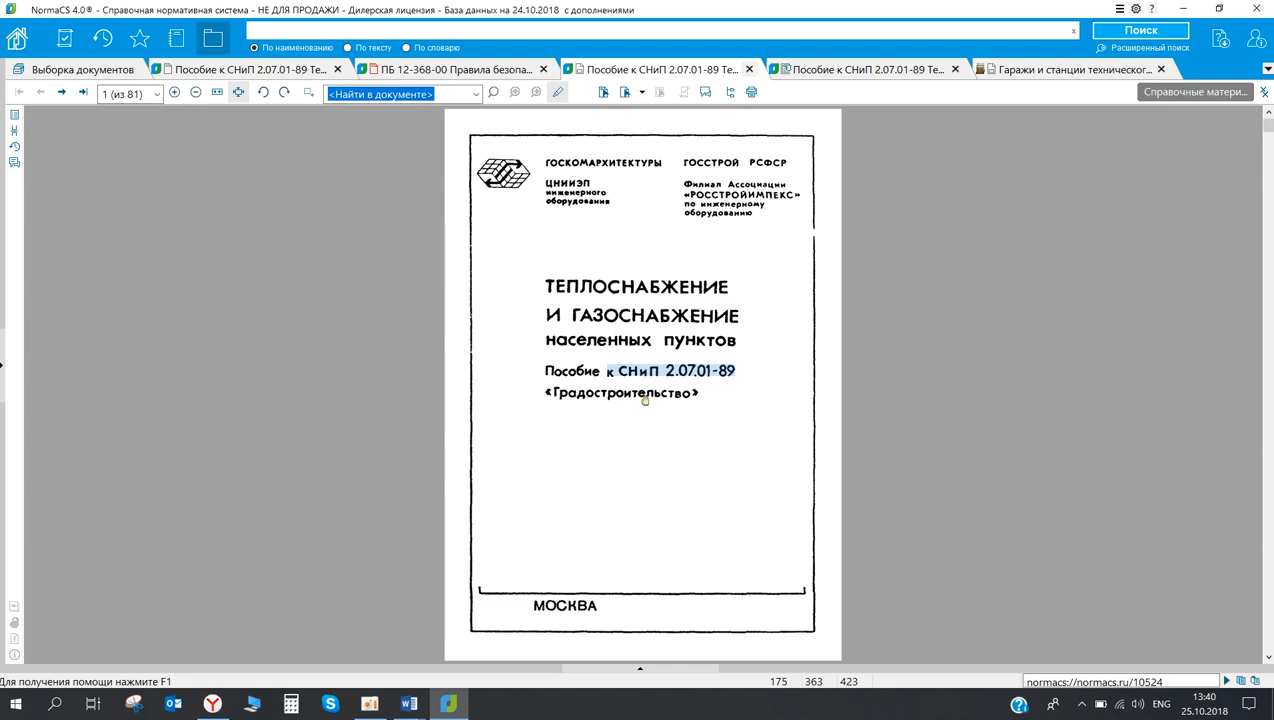 NormaCS 4.0® - Справочная нормативная система - НЕ ДЛЯ ПРОДАЖИ - Дилерская лицензия - База данных на 24.10.2018 с дополнениями
Поиск
По наименованию По тексту По словарю
Расширенный поиск
Выборка документов
Пособие к СНиП 2.07.01-89 Те...
ПБ 12-368-00 Правила безопа...
Пособие к СНиП 2.07.01-89 Те...
Пособие к СНиП 2.07.01-89 Те...
Гаражи и станции техническог...
1 (из 81)
<Найти в документе>
Справочные матери...
ГОСКОМАРХИТЕКТУРЫ
ЦНИИЭП
инженерного
оборудования
ГОССТРОЙ РСФСР
Филиал Ассоциации
«РОССТРОЙИМПЕКС»
по инженерному
оборудованию
ТЕПЛОСНАБЖЕНИЕ
И ГАЗОСНАБЖЕНИЕ
населенных пунктов
Пособие к СНиП 2.07.01-89
«Градостроительство»
МОСКВА
Для получения помощи нажмите F1
175 363 423
normacs://normacs.ru/10524
ENG
13:40
25.10.2018